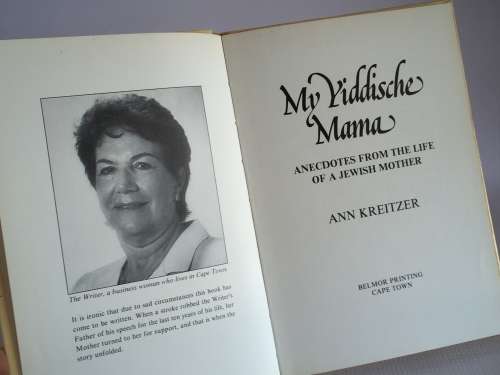 The Writer, a business woman who lives in Cape Town
It is ironic that due to sad circumstances this book has
come to be written. When a stroke robbed the Writer's
Father of his speech for the last ten years of his life, her
Mother turned to her for support, and that is when the
story unfolded.
My Yiddische
Mama
ANECDOTES FROM THE LIFE
OF A JEWISH MOTHER
ANN KREITZER
BELMOR PRINTING
CAPE TOWN